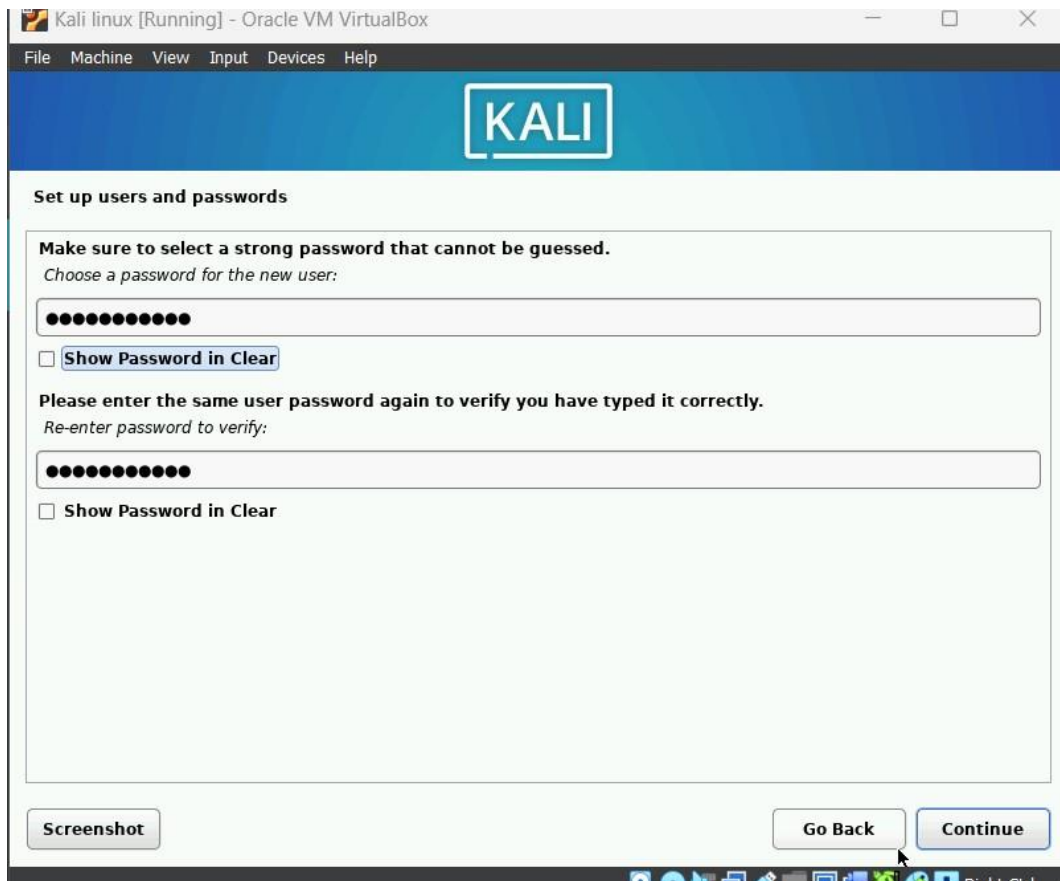 Kali linux [Running] - Oracle VM VirtualBox
File Machine View Input Devices Help
KALI
Set up users and passwords
Make sure to select a strong password that cannot be guessed.
Choose a password for the new user:
●●●●●●●●●●●
Show Password in Clear
Please enter the same user password again to verify you have typed it correctly.
Re-enter password to verify:
●●●●●●●●●●●
Show Password in Clear
Screenshot Go Back Continue
Right Ctrl